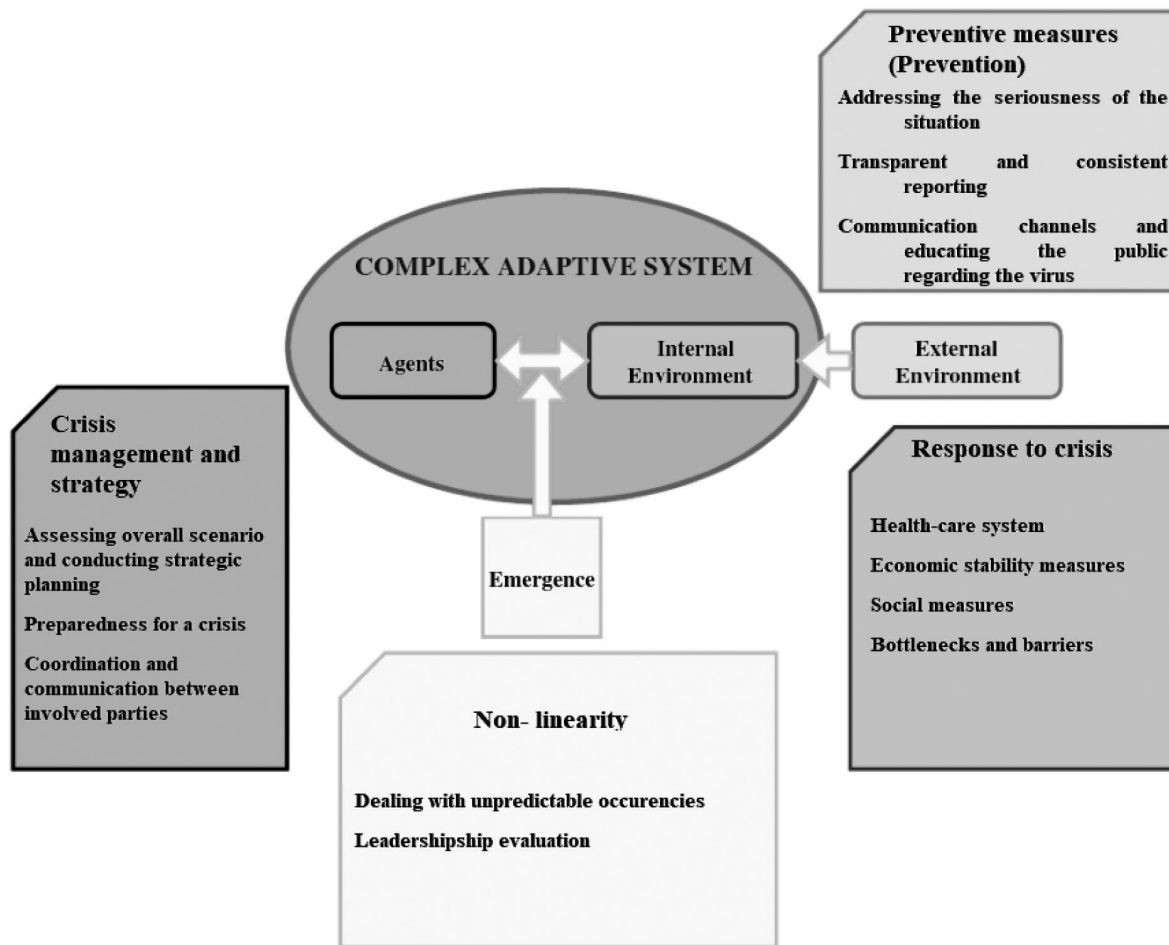 Preventive measures
(Prevention)
Addressing the seriousness of the
situation
Transparent and consistent
reporting
Communication channels and
educating the public
regarding the virus
COMPLEX ADAPTIVE SYSTEM
Agents
Internal
Environment
External
Environment
Crisis
management and
strategy
Assessing overall scenario
and conducting strategic
planning
Preparedness for a crisis
Coordination and
communication between
involved parties
Emergence
Response to crisis
Health-care system
Economic stability measures
Social measures
Bottlenecks and barriers
Non- linearity
Dealing with unpredictable occurencies
Leadershipship evaluation